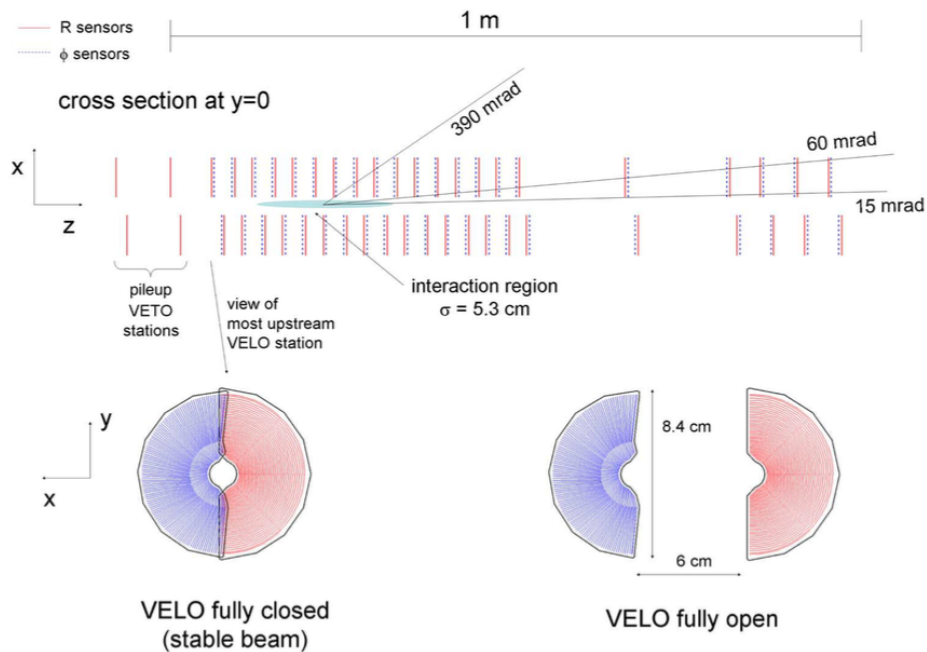 R sensors
ϕ sensors
1 m
cross section at y=0
390 mrad
60 mrad
15 mrad
x
z
pileup
VETO
stations
view of
most upstream
VELO station
interaction region
σ = 5.3 cm
y
x
8.4 cm
6 cm
VELO fully closed
(stable beam)
VELO fully open